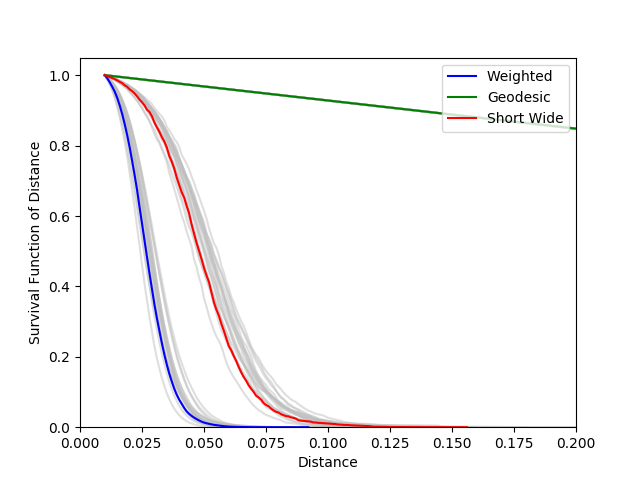 Weighted
Geodesic
Short Wide
1.0
0.8
0.6
0.4
0.2
0.0
Survival Function of Distance
0.000 0.025 0.050 0.075 0.100 0.125 0.150 0.175 0.200
Distance